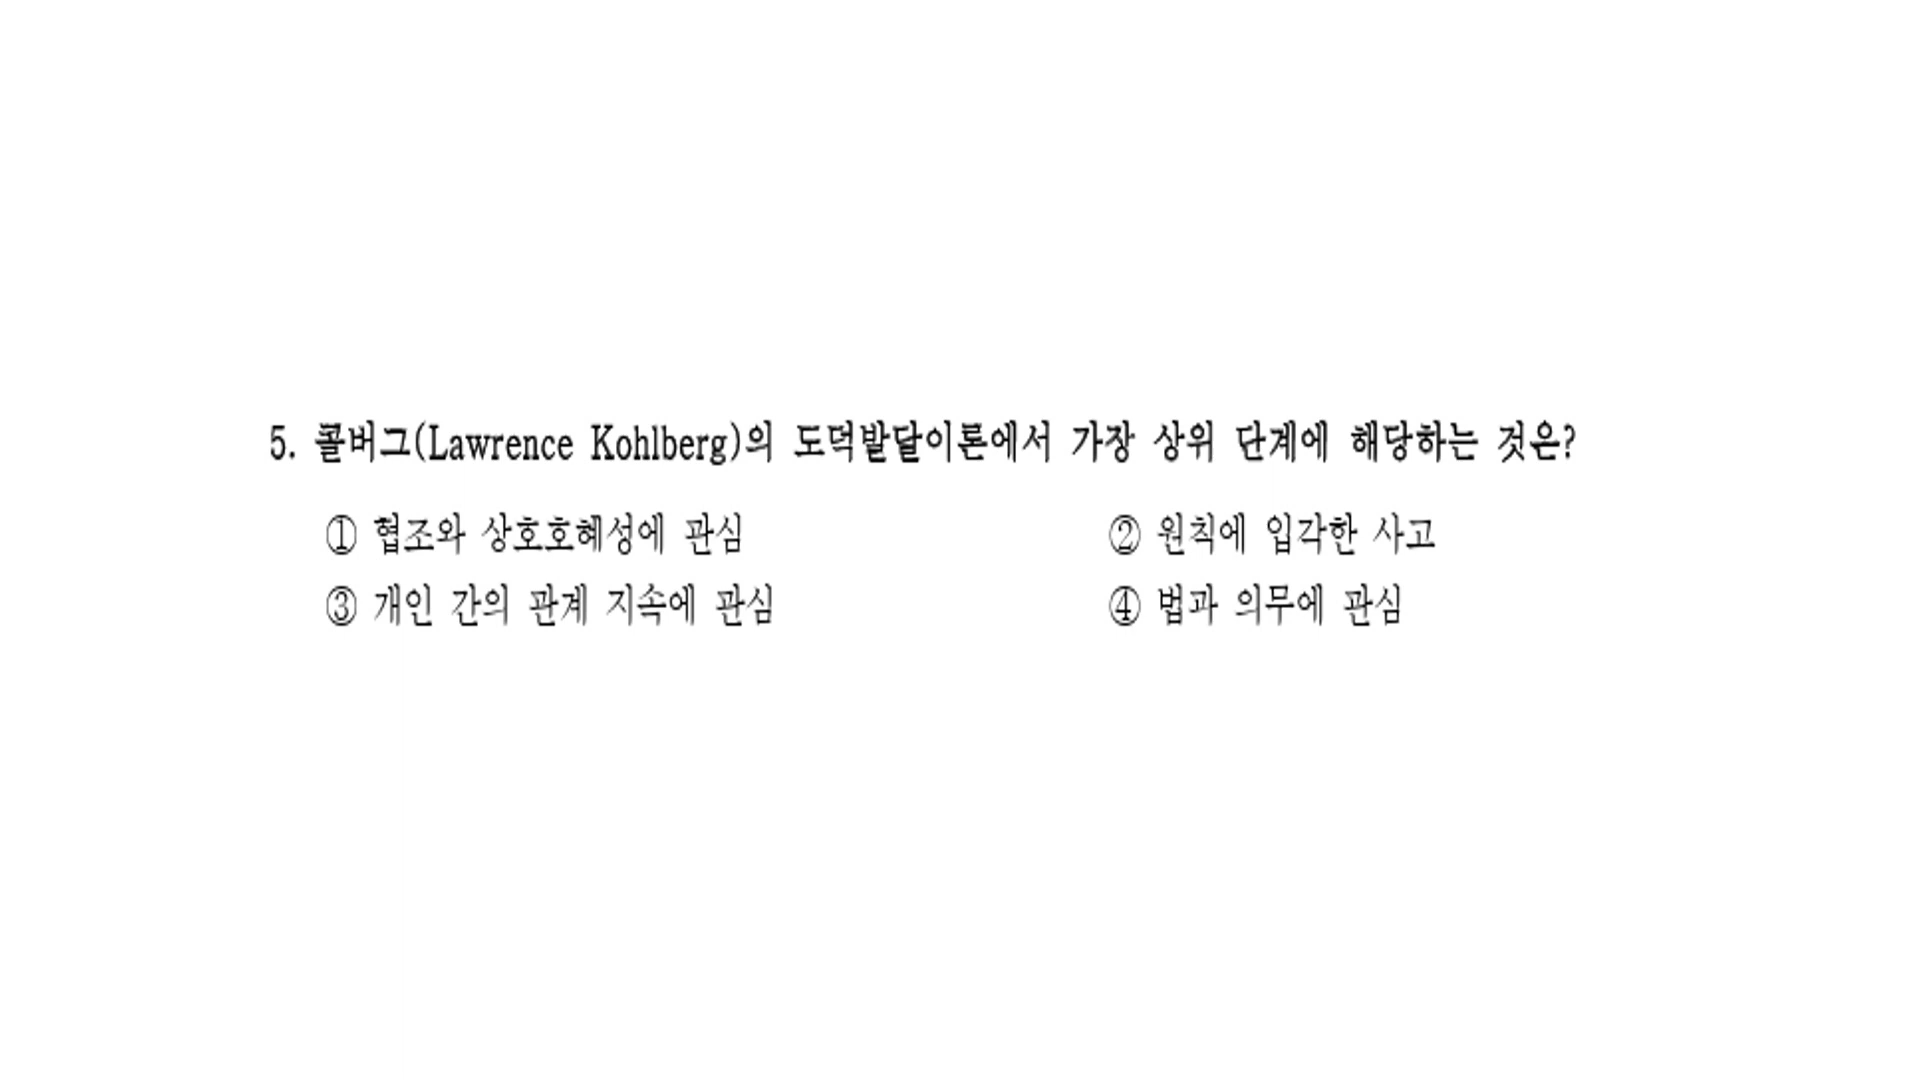 5. 콜버그(Lawrence Kohlberg)의 도덕발달이론에서 가장 상위 단계에 해당하는 것은?
① 협조와 상호호혜성에 관심 ② 원칙에 입각한 사고
③ 개인 간의 관계 지속에 관심 ④ 법과 의무에 관심